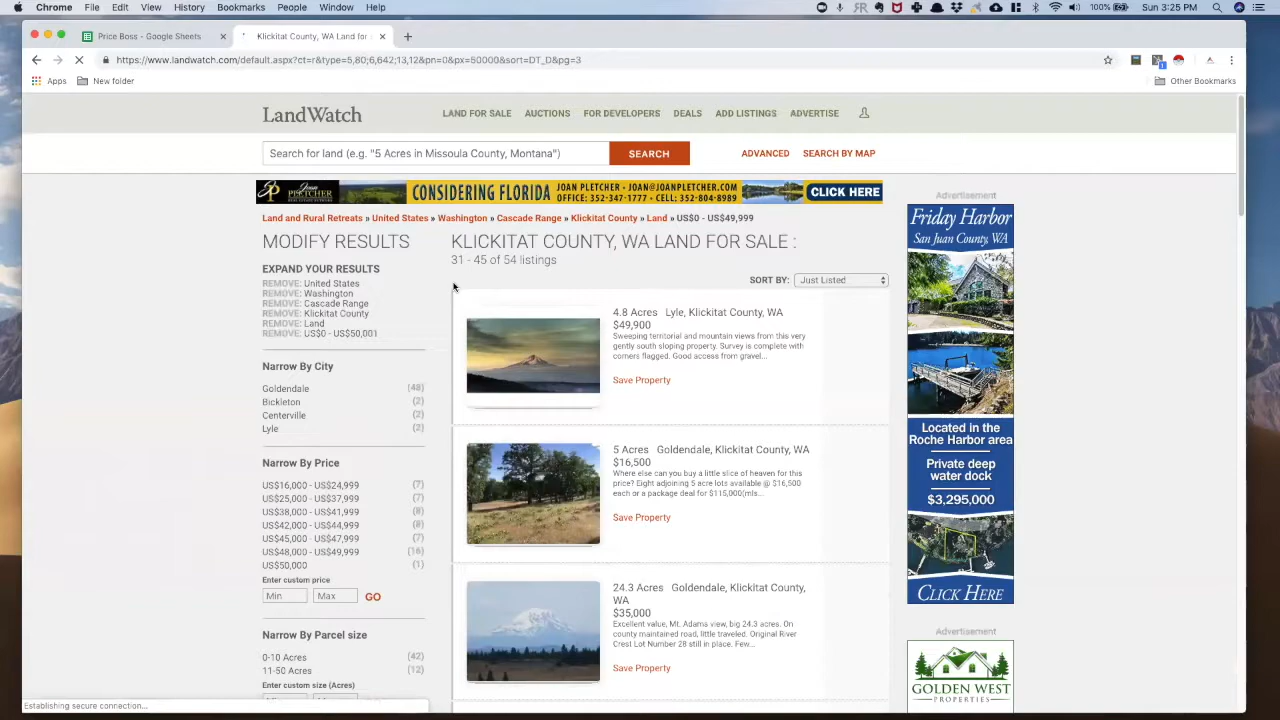 Chrome File Edit View History Bookmarks People Window Help 100% Sun 3:25 PM
Price Boss - Google Sheets Klickitat County, WA Land for
https://www.landwatch.com/default.aspx?ct=r&type=5,80;6,642;13,12&pn=0&px=50000&sort=DT_D&pg=3
Apps New folder Other Bookmarks
LandWatch LAND FOR SALE AUCTIONS FOR DEVELOPERS DEALS ADD LISTINGS ADVERTISE
Search for land (e.g. "5 Acres in Missoula County, Montana") SEARCH ADVANCED SEARCH BY MAP
JP Joan PLETCHER CONSIDERING FLORIDA JOAN PLETCHER • JOAN@JOANPLETCHER.COM
OFFICE: 352-347-1777 • CELL: 352-804-8989 CLICK HERE
Land and Rural Retreats » United States » Washington » Cascade Range » Klickitat County » Land » US$0 - US$49,999
MODIFY RESULTS
EXPAND YOUR RESULTS
REMOVE: United States
REMOVE: Washington
REMOVE: Cascade Range
REMOVE: Klickitat County
REMOVE: Land
REMOVE: US$0 - US$50,001
Narrow By City
Goldendale (48)
Bickleton (2)
Centerville (2)
Lyle (2)
Narrow By Price
US$16,000 - US$24,999 (7)
US$25,000 - US$37,999 (7)
US$38,000 - US$41,999 (8)
US$42,000 - US$44,999 (8)
US$45,000 - US$47,999 (7)
US$48,000 - US$49,999 (16)
US$50,000 (1)
Enter custom price
Min Max GO
Narrow By Parcel size
0-10 Acres (42)
11-50 Acres (12)
Enter custom size (Acres)
KLICKITAT COUNTY, WA LAND FOR SALE :
31 - 45 of 54 listings
SORT BY: Just Listed
4.8 Acres Lyle, Klickitat County, WA
$49,900
Sweeping territorial and mountain views from this very
gently south sloping property. Survey is complete with
corners flagged. Good access from gravel...
Save Property
5 Acres Goldendale, Klickitat County, WA
$16,500
Where else can you buy a little slice of heaven for this
price? Eight adjoining 5 acre lots available @ $16,500
each or a package deal for $115,000(mls...
Save Property
24.3 Acres Goldendale, Klickitat County,
WA
$35,000
Excellent value, Mt. Adams view, big 24.3 acres. On
county maintained road, little traveled. Original River
Crest Lot Number 28 still in place. Few...
Save Property
Advertisement
Friday Harbor
San Juan County, WA
Located in the
Roche Harbor area
Private deep
water dock
$3,295,000
CLICK HERE
Advertisement
GOLDEN WEST
PROPERTIES
Establishing secure connection...